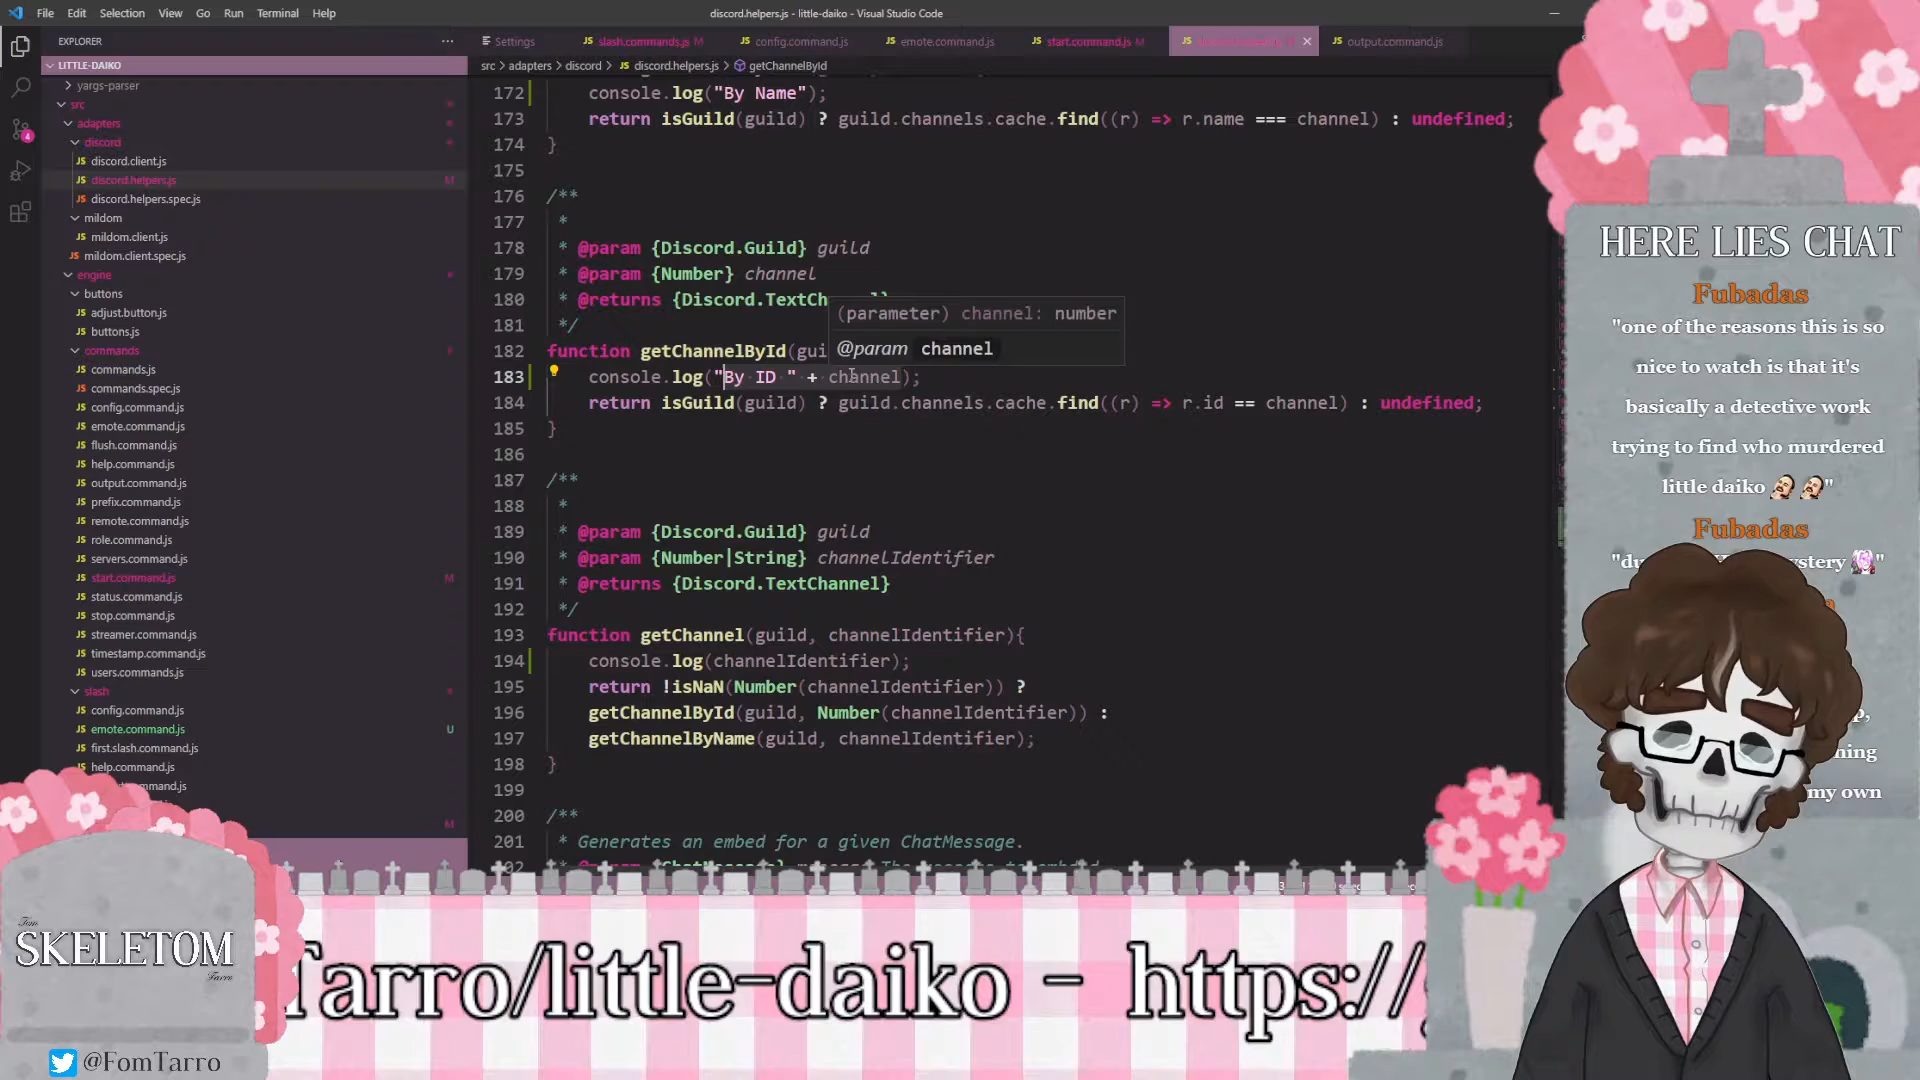 File Edit Selection View Go Run Terminal Help
discord.helpers.js - little-daiko - Visual Studio Code
EXPLORER
Settings
slash.commands.js M
config.command.js
emote.command.js
start.command.js M
output.command.js
LITTLE-DAIKO
src > adapters > discord > discord.helpers.js > getChannelById
yargs-parser
src
adapters
discord
discord.client.js
discord.helpers.js M
discord.helpers.spec.js
mildom
mildom.client.js
mildom.client.spec.js
engine
buttons
adjust.button.js
buttons.js
commands
commands.js
commands.spec.js
config.command.js
emote.command.js
flush.command.js
help.command.js
output.command.js
prefix.command.js
remote.command.js
role.command.js
servers.command.js
start.command.js M
status.command.js
stop.command.js
streamer.command.js
timestamp.command.js
users.command.js
slash
config.command.js
emote.command.js U
first.slash.command.js
help.command.js
M
172 console.log("By Name");
173 return isGuild(guild) ? guild.channels.cache.find((r) => r.name === channel) : undefined;
174 }
175
176 /**
177 *
178 * @param {Discord.Guild} guild
179 * @param {Number} channel
180 * @returns {Discord.TextCh
181 */
(parameter) channel: number
@param channel
182 function getChannelById(gui
183 console.log("By ID " + channel);
184 return isGuild(guild) ? guild.channels.cache.find((r) => r.id == channel) : undefined;
185 }
186
187 /**
188 *
189 * @param {Discord.Guild} guild
190 * @param {Number|String} channelIdentifier
191 * @returns {Discord.TextChannel}
192 */
193 function getChannel(guild, channelIdentifier){
194 console.log(channelIdentifier);
195 return !isNaN(Number(channelIdentifier)) ?
196 getChannelById(guild, Number(channelIdentifier)) :
197 getChannelByName(guild, channelIdentifier);
198 }
199
200 /**
201 * Generates an embed for a given ChatMessage.
HERE LIES CHAT
Fubadas
"one of the reasons this is so
nice to watch is that it's
basically a detective work
trying to find who murdered
little daiko "
Fubadas
my own
Tom
SKELETOM
Tarro
Tarro/little-daiko - https://
@FomTarro